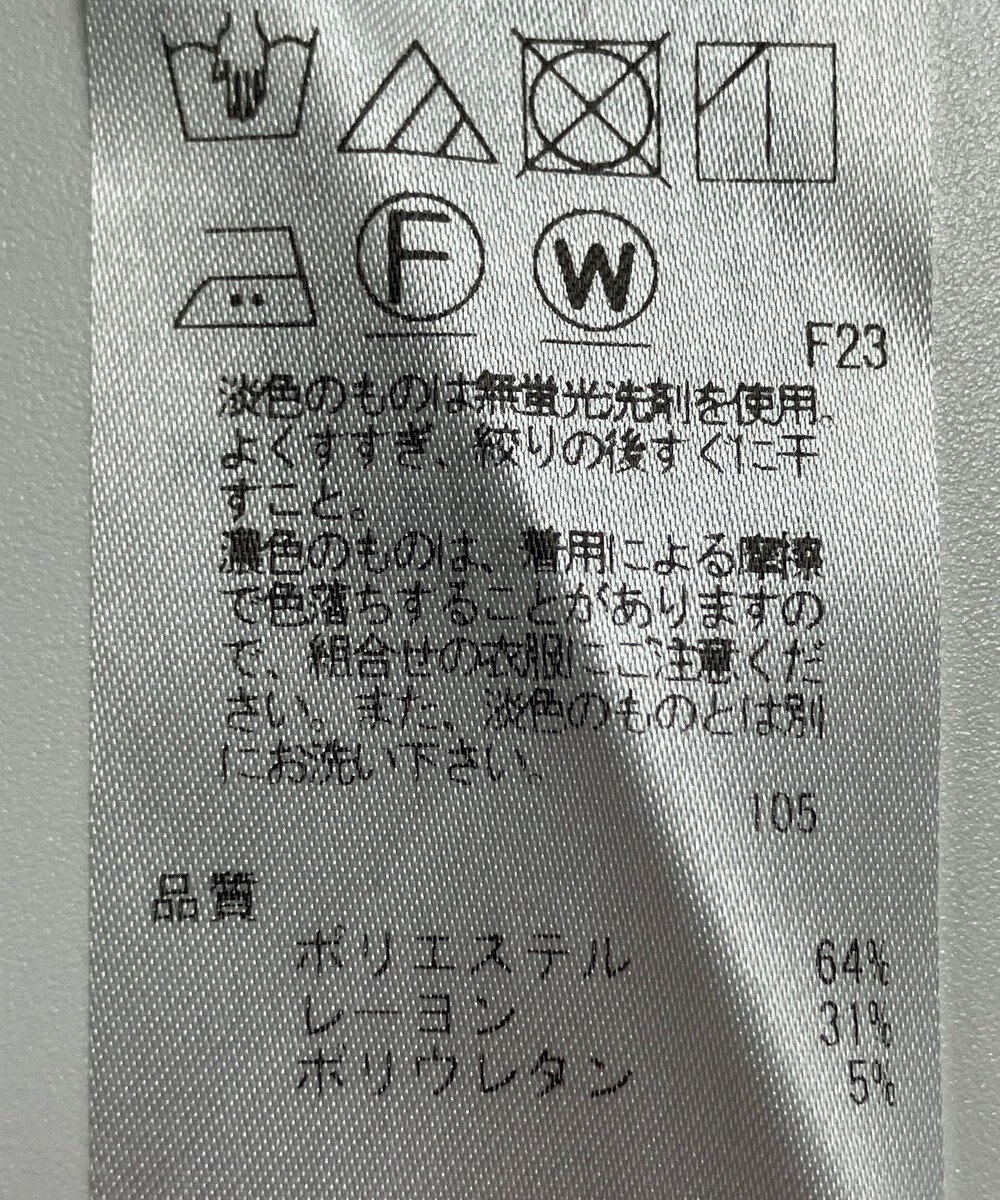 F
W
F23
淡色のものは無蛍光洗剤を使用。
よくすすぎ、絞りの後すぐに干
すこと。
濃色のものは、着用による摩擦
で色落ちすることがありますの
で、組合せの衣服にご注意くだ
さい。また、淡色のものとは別
にお洗い下さい。
105
品質
ポリエステル 64%
レーヨン 31%
ポリウレタン 5%